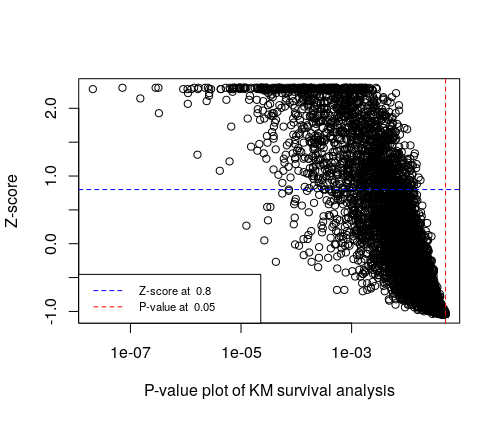 Z-score
2.0
1.0
0.0
-1.0
Z-score at 0.8
P-value at 0.05
1e-07 1e-05 1e-03
P-value plot of KM survival analysis